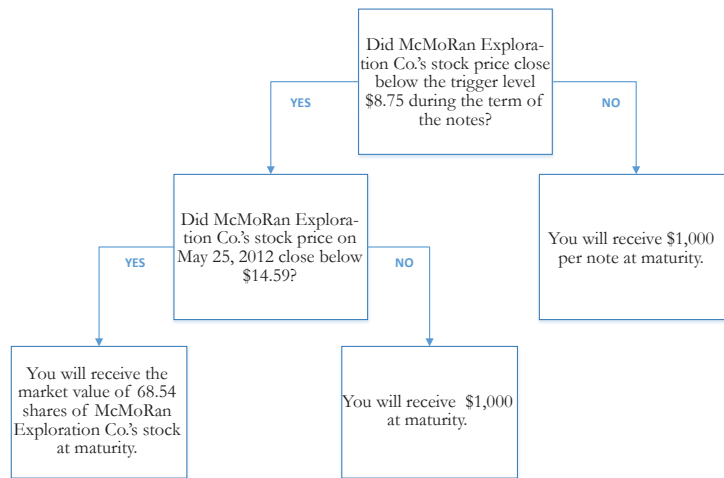 Did McMoRan Explora-
tion Co.'s stock price close
below the trigger level
$8.75 during the term of
the notes?
YES
NO
Did McMoRan Explora-
tion Co.'s stock price on
May 25, 2012 close below
$14.59?
You will receive $1,000
per note at maturity.
YES
NO
You will receive the
market value of 68.54
shares of McMoRan
Exploration Co.'s stock
at maturity.
You will receive $1,000
at maturity.